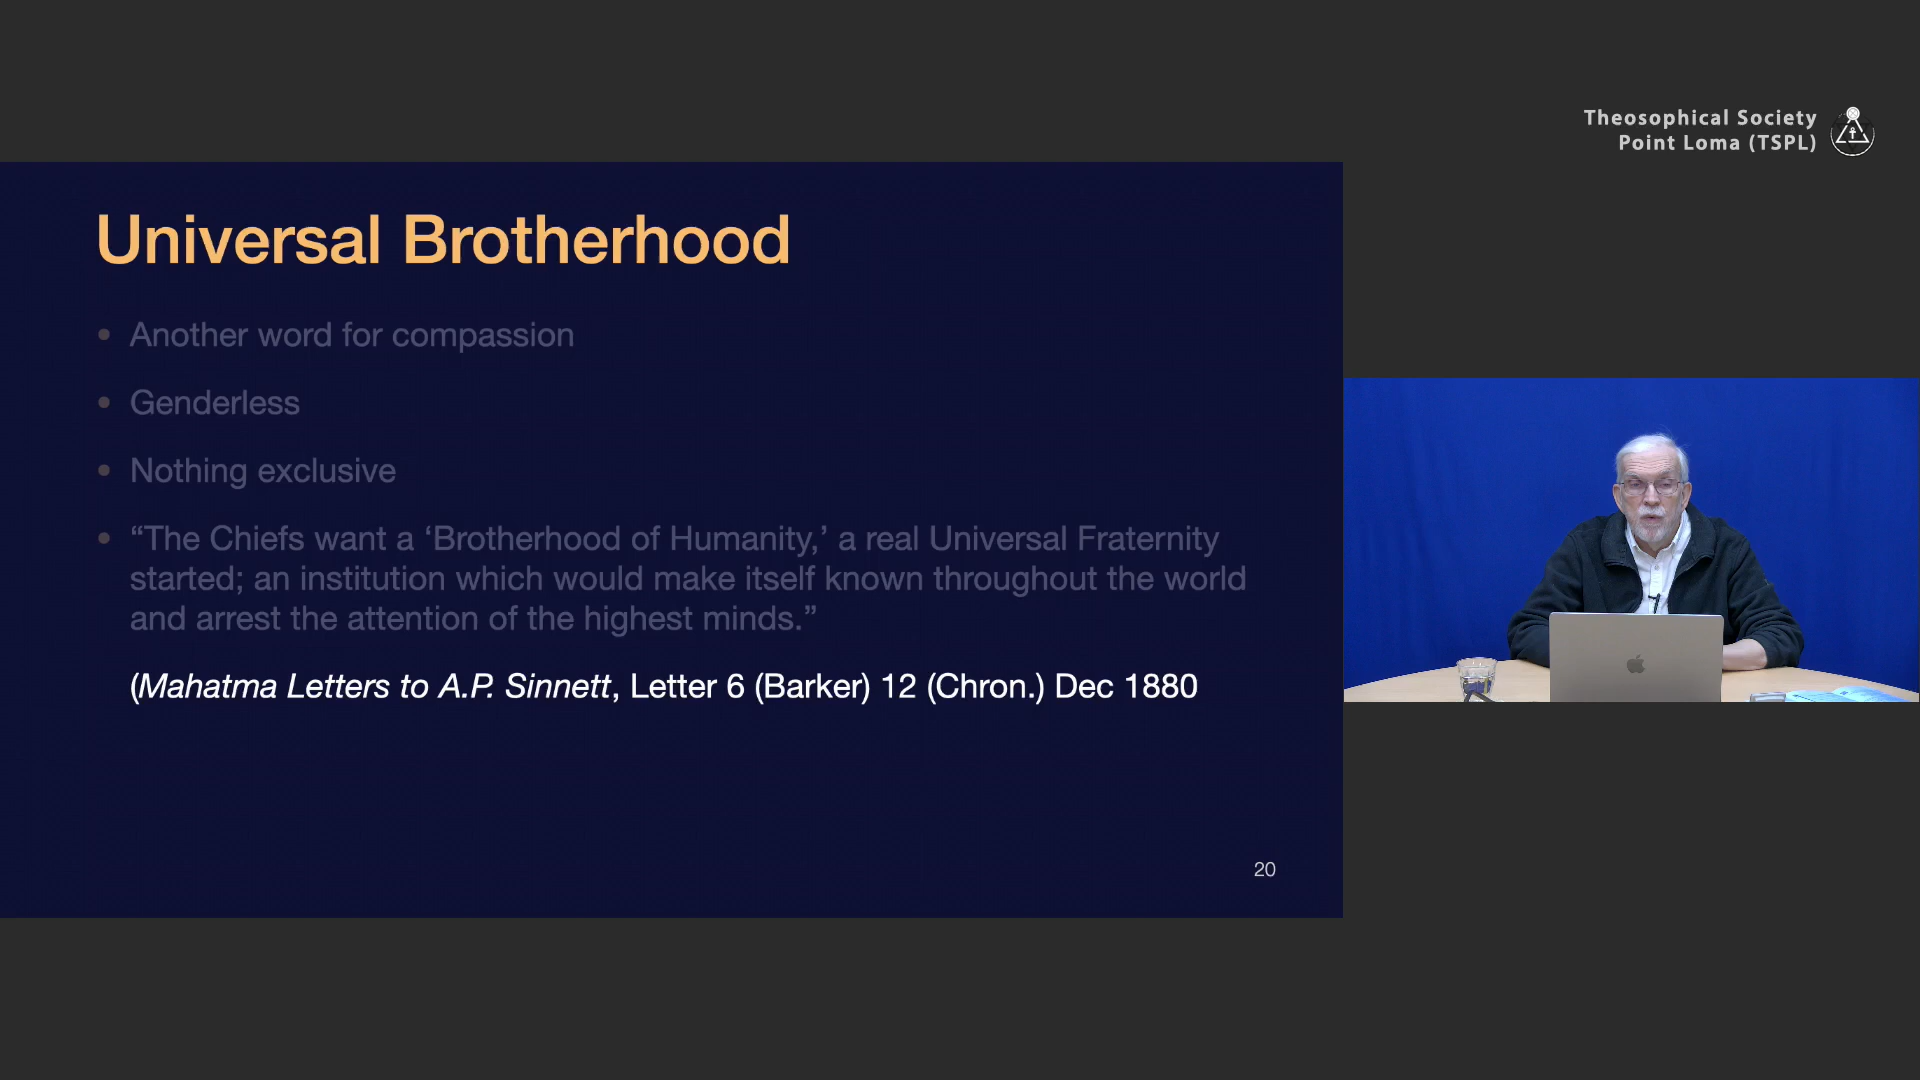 Theosophical Society
Point Loma (TSPL)
Universal Brotherhood
• Another word for compassion
• Genderless
• Nothing exclusive
• “The Chiefs want a ‘Brotherhood of Humanity,’ a real Universal Fraternity
started; an institution which would make itself known throughout the world
and arrest the attention of the highest minds.”
(Mahatma Letters to A.P. Sinnett, Letter 6 (Barker) 12 (Chron.) Dec 1880
20